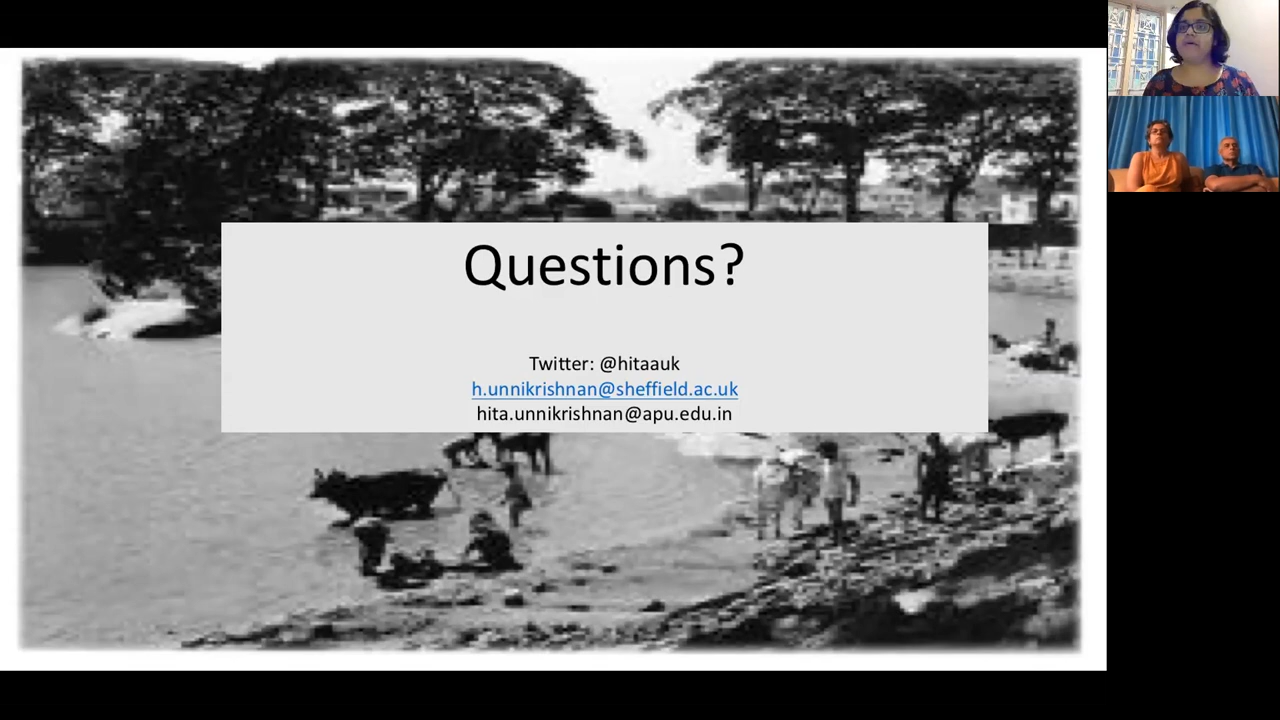 Questions?
Twitter: @hitaauk
h.unnikrishnan@sheffield.ac.uk
hita.unnikrishnan@apu.edu.in